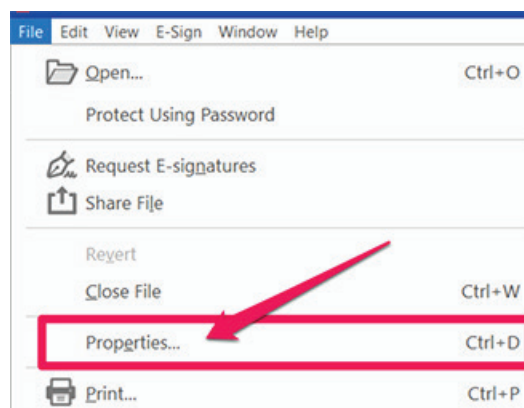 File Edit View E-Sign Window Help
Open... Ctrl+O
Protect Using Password
Request E-signatures
Share File
Revert
Close File Ctrl+W
Properties... Ctrl+D
Print... Ctrl+P